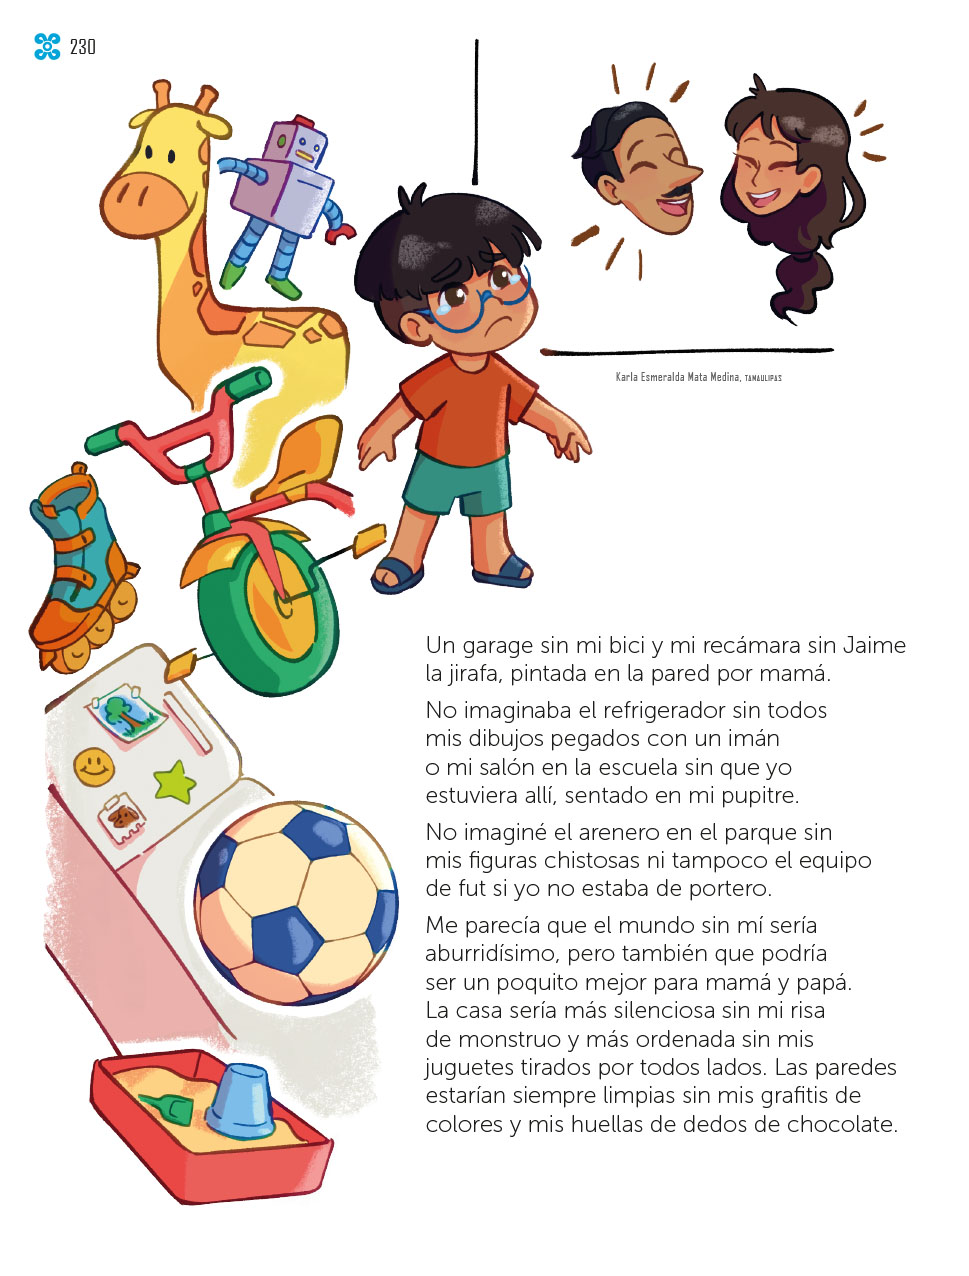 230
Karla Esmeralda Mata Medina, TAMAULIPAS
Un garage sin mi bici y mi recámara sin Jaime
la jirafa, pintada en la pared por mamá.
No imaginaba el refrigerador sin todos
mis dibujos pegados con un imán
o mi salón en la escuela sin que yo
estuviera allí, sentado en mi pupitre.
No imaginé el arenero en el parque sin
mis figuras chistosas ni tampoco el equipo
de fut si yo no estaba de portero.
Me parecía que el mundo sin mí sería
aburridísimo, pero también que podría
ser un poquito mejor para mamá y papá.
La casa sería más silenciosa sin mi risa
de monstruo y más ordenada sin mis
juguetes tirados por todos lados. Las paredes
estarían siempre limpias sin mis grafitis de
colores y mis huellas de dedos de chocolate.